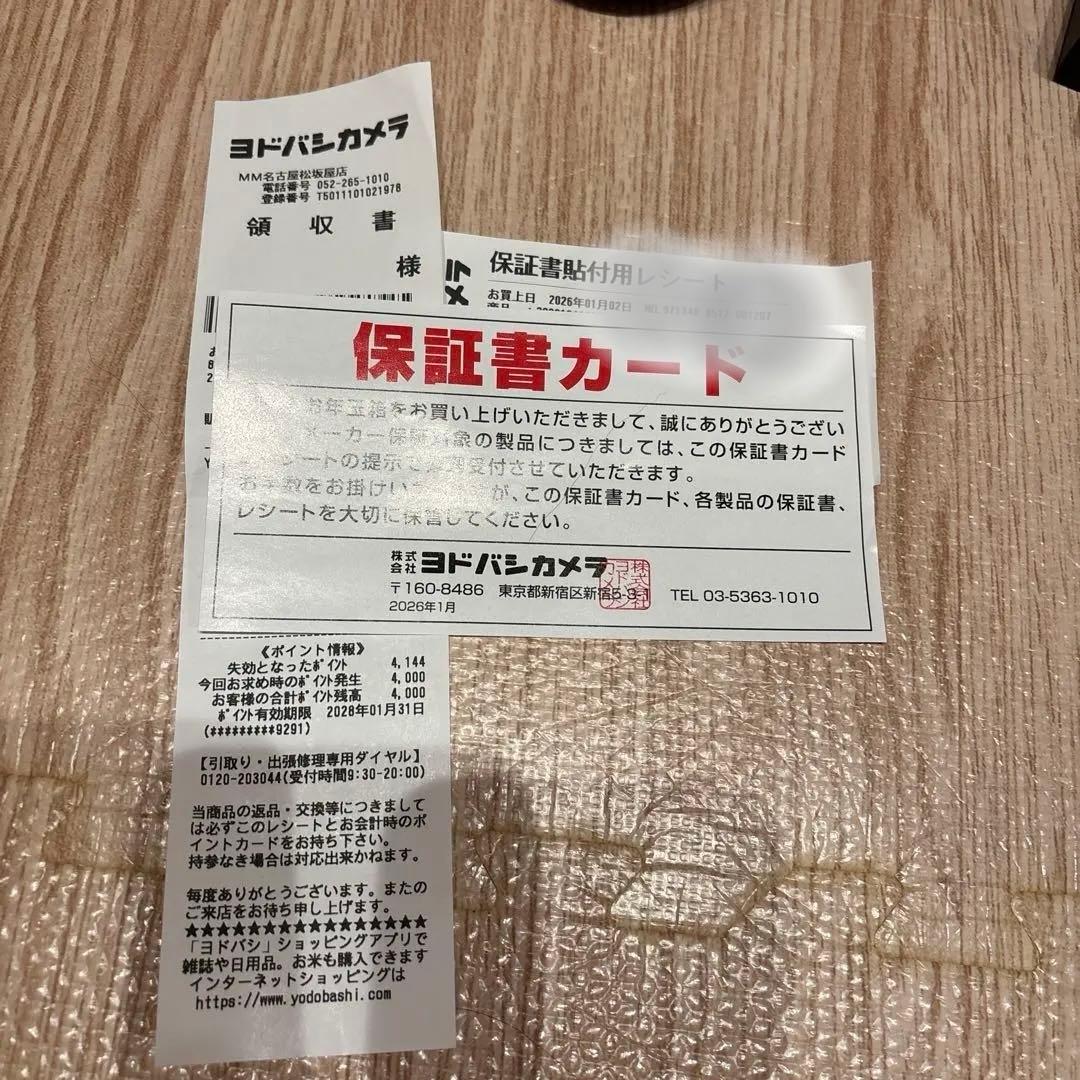 ヨドバシカメラ
MM名古屋松坂屋店
電話番号 052-265-1010
登録番号 T5011101021978
領 収 書
様
保証書貼付用レシート
お買上日 2026年01月02日
保証書カード
お年玉箱をお買い上げいただきまして、誠にありがとうござい
メーカー保証対象の製品につきましては、この保証書カード
シートの提示で 受付させていただきます。
お手数をお掛けい が、この保証書カード、各製品の保証書、
レシートを大切に保管してください。
株式会社ヨドバシカメラ
〒160-8486 東京都新宿区新宿5-3-1 TEL 03-5363-1010
2026年1月
株式会社ヨドバシカメラ
《ポイント情報》
失効となったポイント 4,144
今回お求め時のポイント発生 4,000
お客様の合計ポイント残高 4,000
ポイント有効期限 2028年01月31日
(*********9291)
【引取り・出張修理専用ダイヤル】
0120-203044(受付時間9:30-20:00)
当商品の返品・交換等につきまして
は必ずこのレシートとお会計時のポ
イントカードをお持ち下さい。
持参なき場合は対応出来かねます。
毎度ありがとうございます。またの
ご来店をお待ち申し上げます。
★★★★★★★★★★★★★★★★
「ヨドバシ」ショッピングアプリで
雑誌や日用品。お米も購入できます
インターネットショッピングは
https://www.yodobashi.com